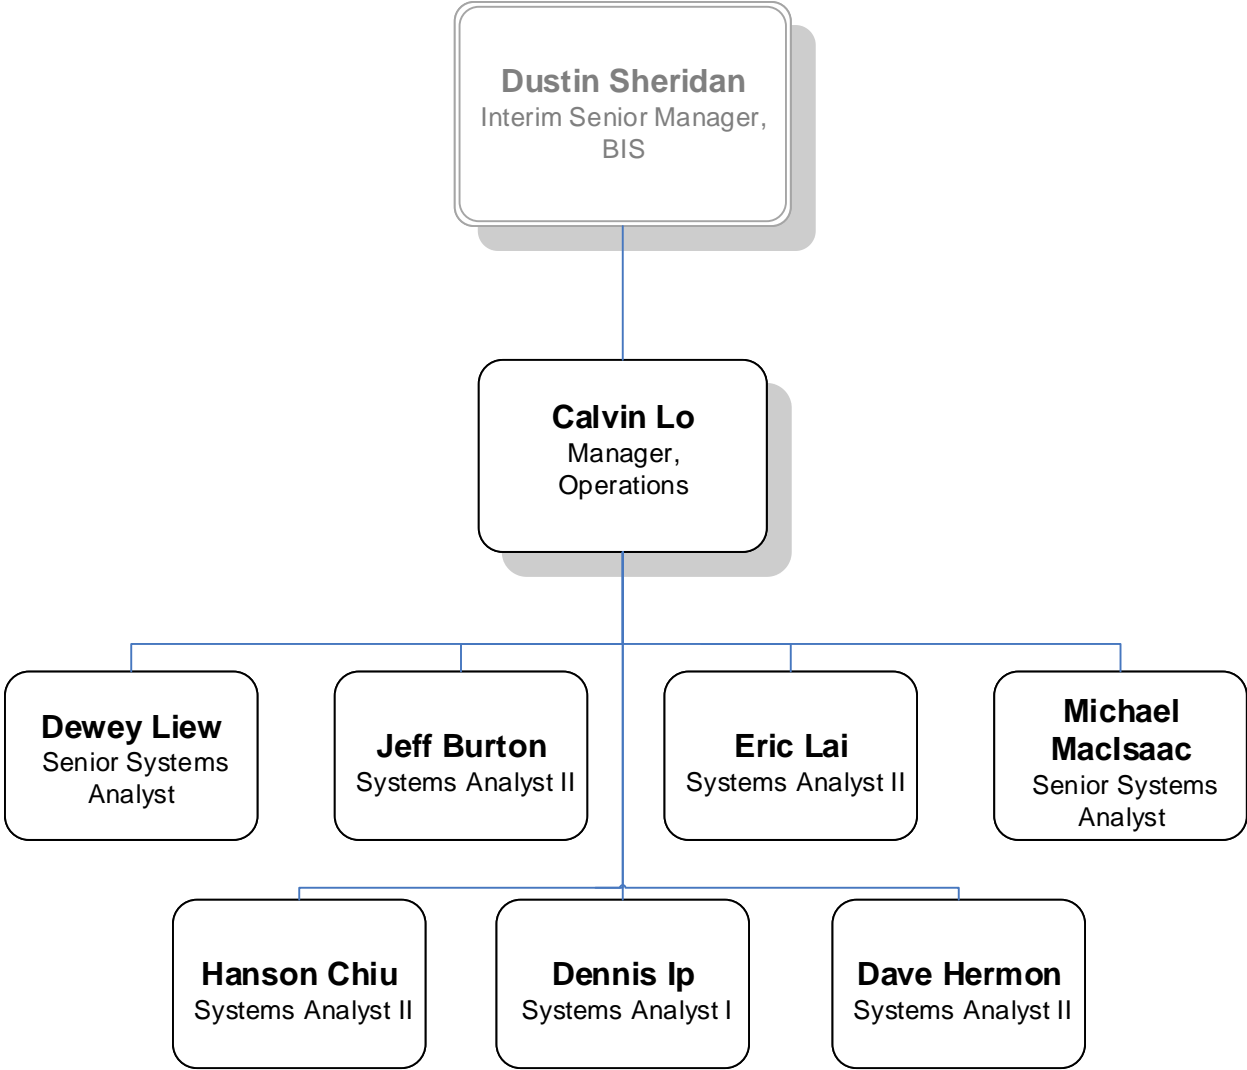 Dustin Sheridan
Interim Senior Manager,
BIS
Calvin Lo
Manager,
Operations
Dewey Liew
Senior Systems
Analyst
Jeff Burton
Systems Analyst II
Eric Lai
Systems Analyst II
Michael
MacIsaac
Senior Systems
Analyst
Hanson Chiu
Systems Analyst II
Dennis Ip
Systems Analyst I
Dave Hermon
Systems Analyst II